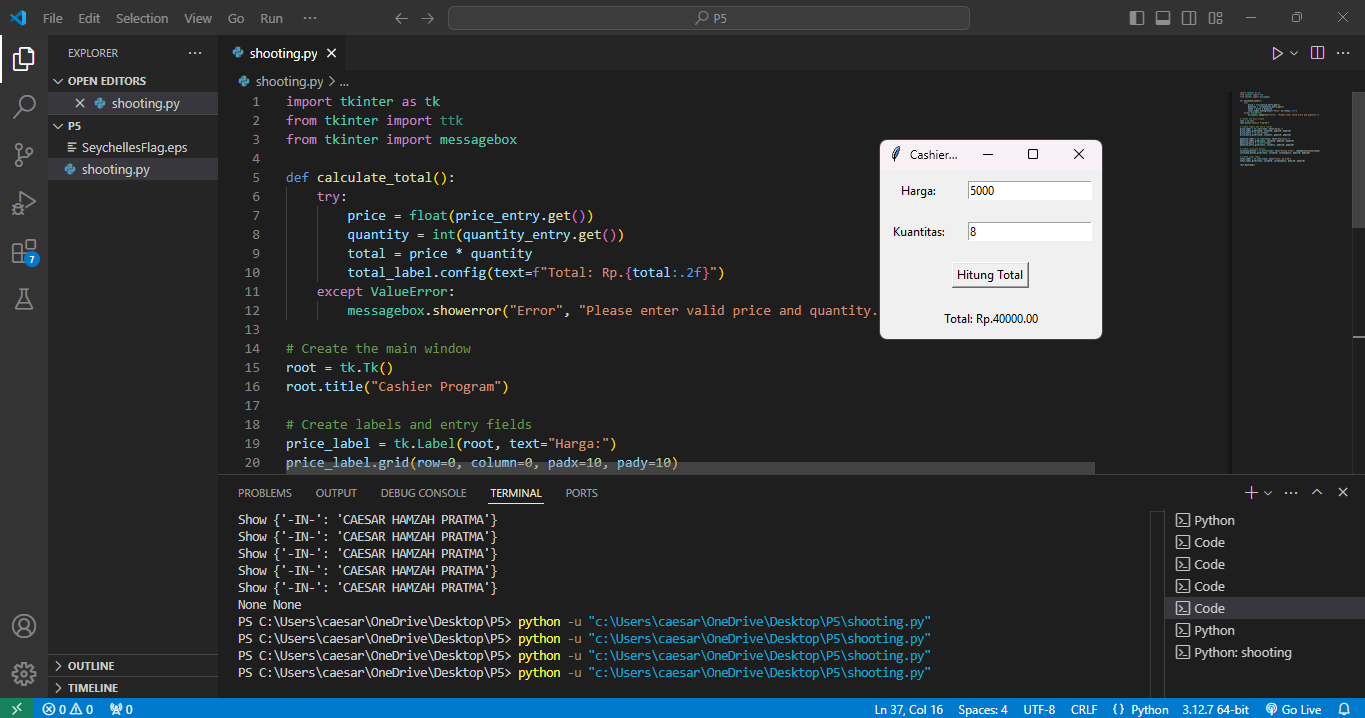 File Edit Selection View Go Run ··· P5
EXPLORER ···
OPEN EDITORS
shooting.py
P5
SeychellesFlag.eps
shooting.py
7
OUTLINE
TIMELINE
shooting.py
shooting.py > ...
1 import tkinter as tk
2 from tkinter import ttk
3 from tkinter import messagebox
4
5 def calculate_total():
6 try:
7 price = float(price_entry.get())
8 quantity = int(quantity_entry.get())
9 total = price * quantity
10 total_label.config(text=f"Total: Rp.{total:.2f}")
11 except ValueError:
12 messagebox.showerror("Error", "Please enter valid price and quantity.
13
14 # Create the main window
15 root = tk.Tk()
16 root.title("Cashier Program")
17
18 # Create labels and entry fields
19 price_label = tk.Label(root, text="Harga:")
20 price_label.grid(row=0, column=0, padx=10, pady=10)
Cashier...
Harga: 5000
Kuantitas: 8
Hitung Total
Total: Rp.40000.00
PROBLEMS OUTPUT DEBUG CONSOLE TERMINAL PORTS
Show {'-IN-': 'CAESAR HAMZAH PRATMA'}
Show {'-IN-': 'CAESAR HAMZAH PRATMA'}
Show {'-IN-': 'CAESAR HAMZAH PRATMA'}
Show {'-IN-': 'CAESAR HAMZAH PRATMA'}
Show {'-IN-': 'CAESAR HAMZAH PRATMA'}
None None
PS C:\Users\caesar\OneDrive\Desktop\P5> python -u "c:\Users\caesar\OneDrive\Desktop\P5\shooting.py"
PS C:\Users\caesar\OneDrive\Desktop\P5> python -u "c:\Users\caesar\OneDrive\Desktop\P5\shooting.py"
PS C:\Users\caesar\OneDrive\Desktop\P5> python -u "c:\Users\caesar\OneDrive\Desktop\P5\shooting.py"
PS C:\Users\caesar\OneDrive\Desktop\P5> python -u "c:\Users\caesar\OneDrive\Desktop\P5\shooting.py"
Python
Code
Code
Code
Code
Python
Python: shooting
0 0 0 Ln 37, Col 16 Spaces: 4 UTF-8 CRLF {} Python 3.12.7 64-bit Go Live